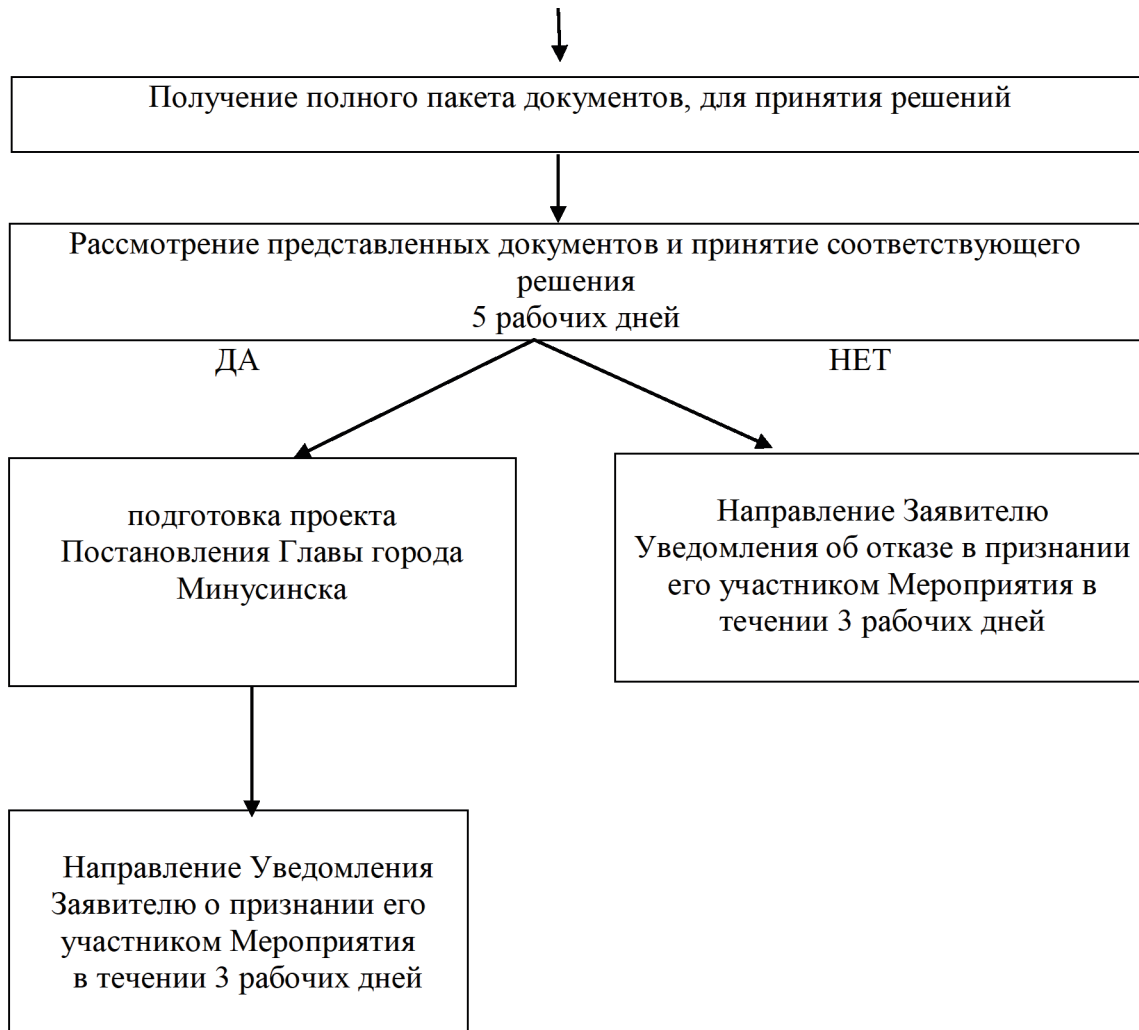 Получение полного пакета документов, для принятия решений
Рассмотрение представленных документов и принятие соответствующего
решения
5 рабочих дней
ДА
НЕТ
подготовка проекта
Постановления Главы города
Минусинска
Направление Заявителю
Уведомления об отказе в признании
его участником Мероприятия в
течении 3 рабочих дней
Направление Уведомления
Заявителю о признании его
участником Мероприятия
в течении 3 рабочих дней